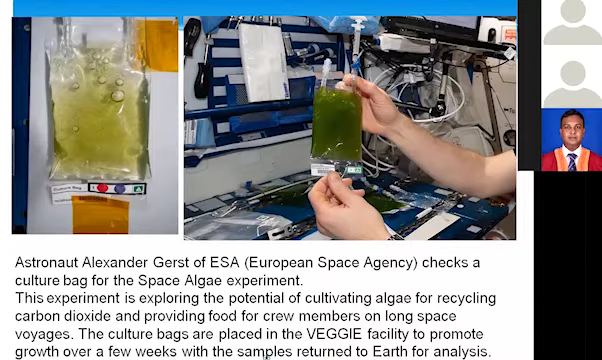 Culture Bag
Astronaut Alexander Gerst of ESA (European Space Agency) checks a
culture bag for the Space Algae experiment.
This experiment is exploring the potential of cultivating algae for recycling
carbon dioxide and providing food for crew members on long space
voyages. The culture bags are placed in the VEGGIE facility to promote
growth over a few weeks with the samples returned to Earth for analysis.